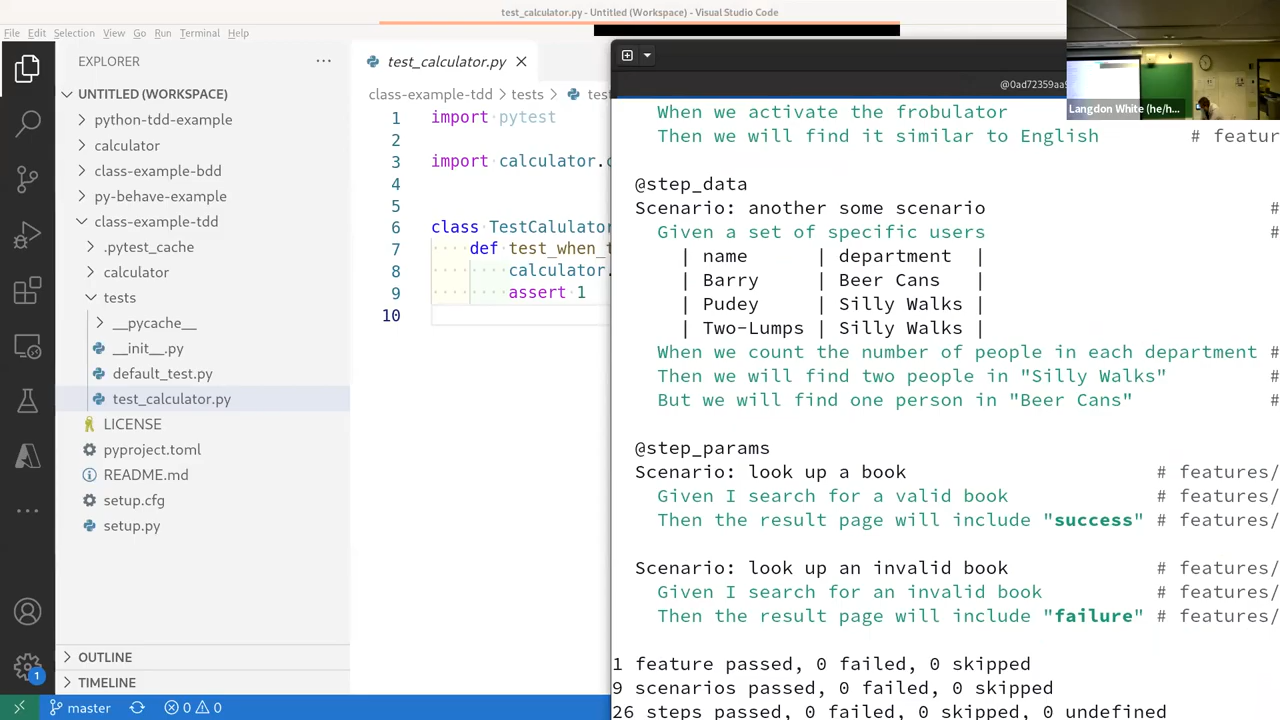 test_calculator.py - Untitled (Workspace) - Visual Studio Code
File Edit Selection View Go Run Terminal Help
EXPLORER
UNTITLED (WORKSPACE)
python-tdd-example
calculator
class-example-bdd
py-behave-example
class-example-tdd
.pytest_cache
calculator
tests
__pycache__
__init__.py
default_test.py
test_calculator.py
LICENSE
pyproject.toml
README.md
setup.cfg
setup.py
OUTLINE
TIMELINE
1
master
0 0
test_calculator.py
class-example-tdd > tests >
1 import pytest
2
3 import calculator.
4
5
6 class TestCalulator
7 def test_when_t
8 calculator.
9 assert 1
10
@0ad72359aa
Langdon White (he/h...
When we activate the frobulator
Then we will find it similar to English # featur
@step_data
Scenario: another some scenario #
Given a set of specific users #
| name | department |
| Barry | Beer Cans |
| Pudey | Silly Walks |
| Two-Lumps | Silly Walks |
When we count the number of people in each department #
Then we will find two people in "Silly Walks" #
But we will find one person in "Beer Cans" #
@step_params
Scenario: look up a book # features/
Given I search for a valid book # features/
Then the result page will include "success" # features/
Scenario: look up an invalid book # features/
Given I search for an invalid book # features/
Then the result page will include "failure" # features/
1 feature passed, 0 failed, 0 skipped
9 scenarios passed, 0 failed, 0 skipped
26 steps passed, 0 failed, 0 skipped, 0 undefined